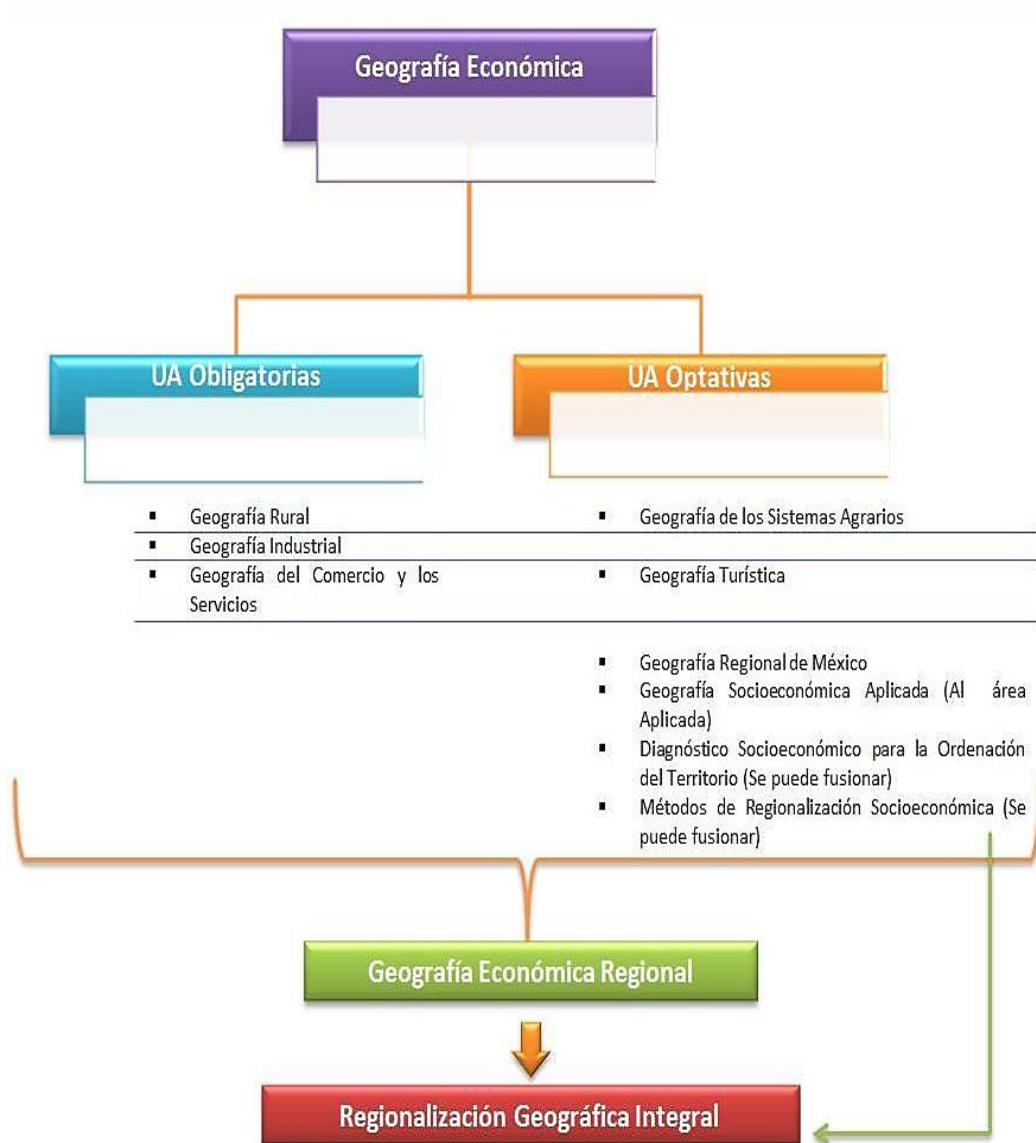 Geografía Económica
UA Obligatorias
UA Optativas
▪ Geografía Rural
▪ Geografía de los Sistemas Agrarios
▪ Geografía Industrial
▪ Geografía del Comercio y los
Servicios
▪ Geografía Turística
▪ Geografía Regional de México
▪ Geografía Socioeconómica Aplicada (Al área
Aplicada)
▪ Diagnóstico Socioeconómico para la Ordenación
del Territorio (Se puede fusionar)
▪ Métodos de Regionalización Socioeconómica (Se
puede fusionar)
Geografía Económica Regional
Regionalización Geográfica Integral